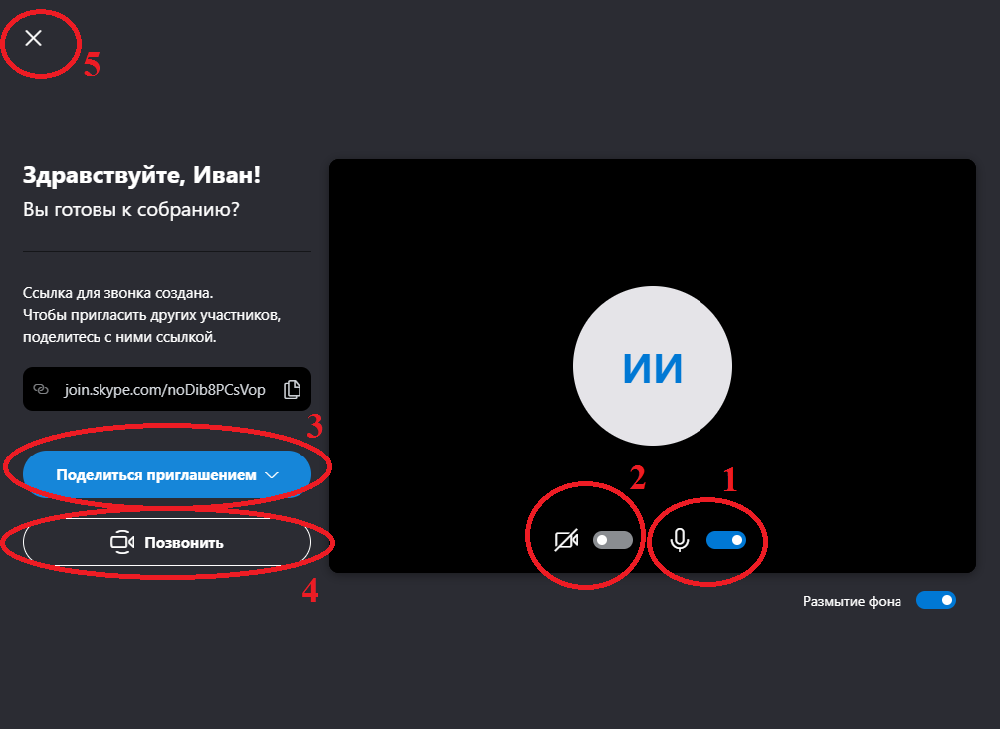 5
Здравствуйте, Иван!
Вы готовы к собранию?
Ссылка для звонка создана.
Чтобы пригласить других участников,
поделитесь с ними ссылкой.
join.skype.com/noDib8PCsVop
3
Поделиться приглашением
Позвонить
4
ИИ
2
1
Размытие фона